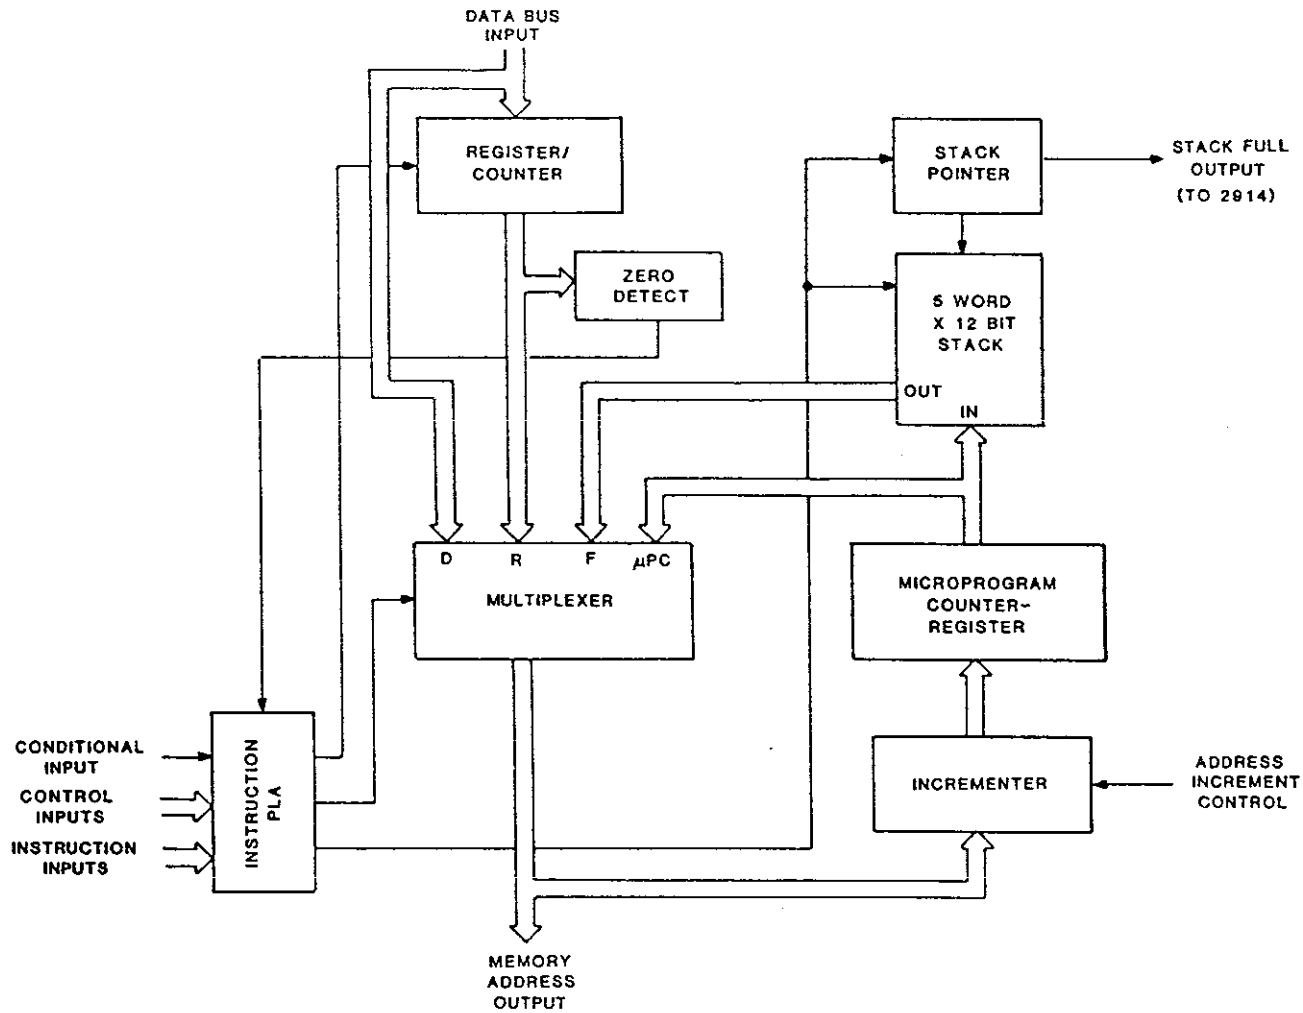 DATA BUS
INPUT
REGISTER/
COUNTER
STACK
POINTER
STACK FULL
OUTPUT
(TO 2914)
ZERO
DETECT
5 WORD
X 12 BIT
STACK
OUT
IN
D R F μPC
MULTIPLEXER
MICROPROGRAM
COUNTER-
REGISTER
CONDITIONAL
INPUT
CONTROL
INPUTS
INSTRUCTION
INPUTS
INSTRUCTION
PLA
INCREMENTER
ADDRESS
INCREMENT
CONTROL
MEMORY
ADDRESS
OUTPUT